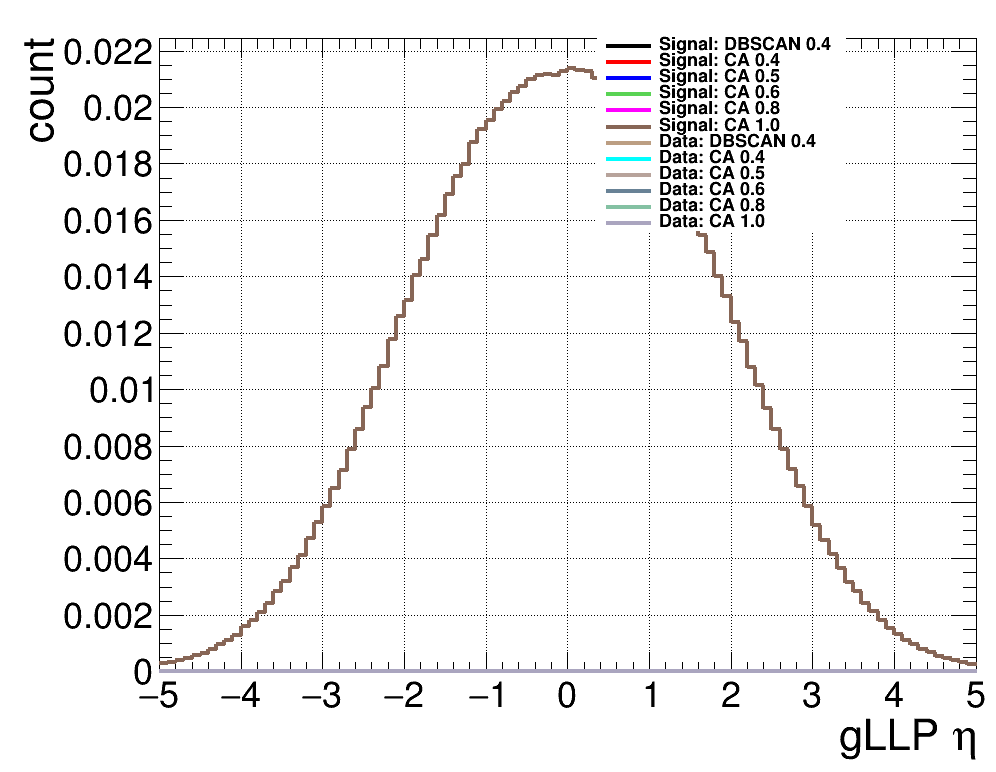 count
0.022
0.02
0.018
0.016
0.014
0.012
0.01
0.008
0.006
0.004
0.002
0
Signal: DBSCAN 0.4
Signal: CA 0.4
Signal: CA 0.5
Signal: CA 0.6
Signal: CA 0.8
Signal: CA 1.0
Data: DBSCAN 0.4
Data: CA 0.4
Data: CA 0.5
Data: CA 0.6
Data: CA 0.8
Data: CA 1.0
−5 −4 −3 −2 −1 0 1 2 3 4 5
gLLP η